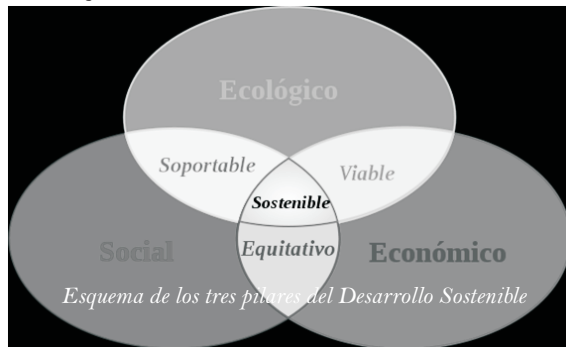 Ecológico
Soportable
Viable
Sostenible
Social
Equitativo
Económico
Esquema de los tres pilares del Desarrollo Sostenible